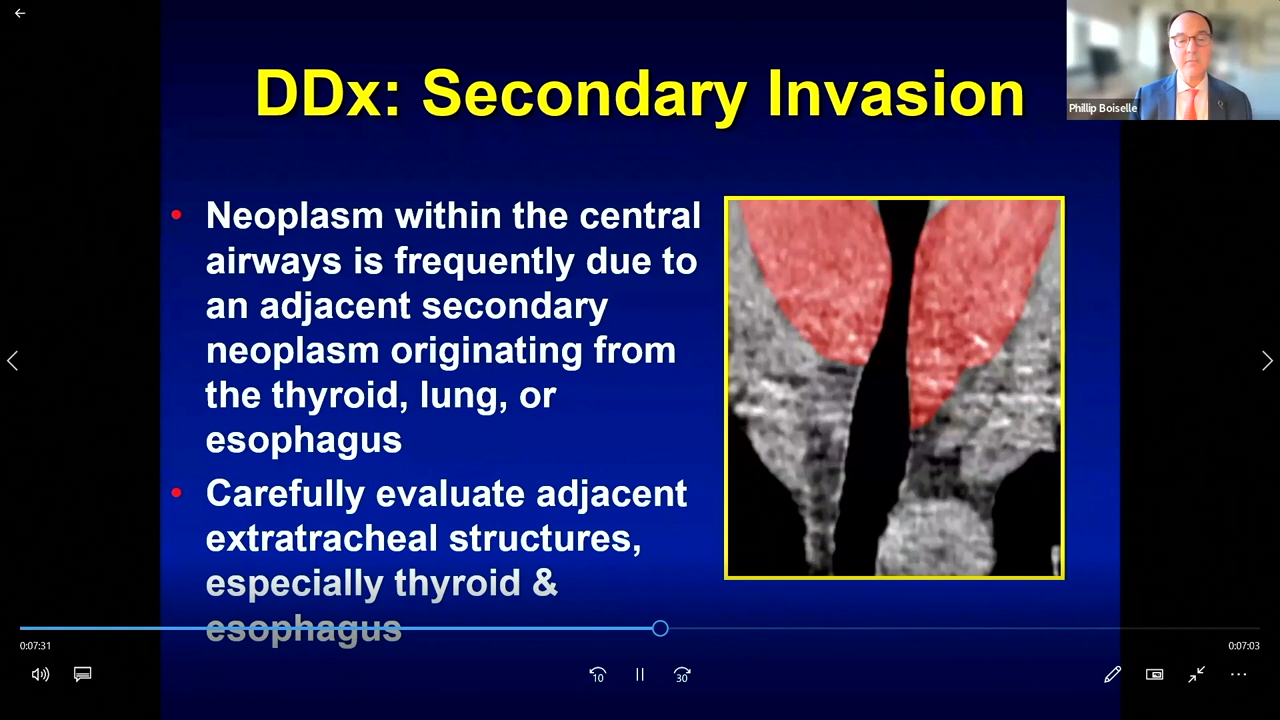 DDx: Secondary Invasion
Phillip Boiselle
• Neoplasm within the central
airways is frequently due to
an adjacent secondary
neoplasm originating from
the thyroid, lung, or
esophagus
• Carefully evaluate adjacent
extratracheal structures,
especially thyroid &
esophagus
0:07:31
0:07:03
10
30